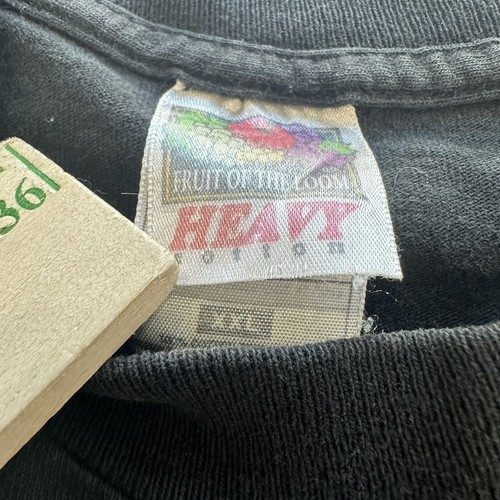 36
FRUIT OF THE LOOM
HEAVY
cotton
XXL